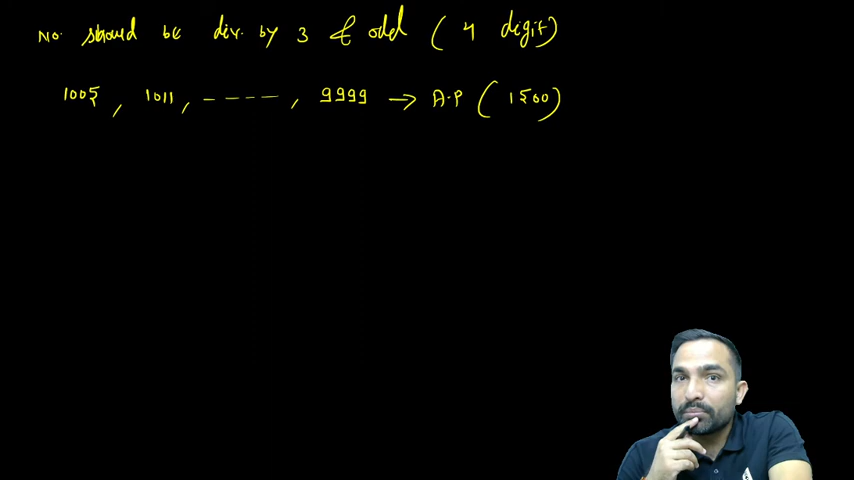 No. should be div. by 3 & odd ( 4 digit)
1005, 1011, -----, 9999 → A.P (1500)